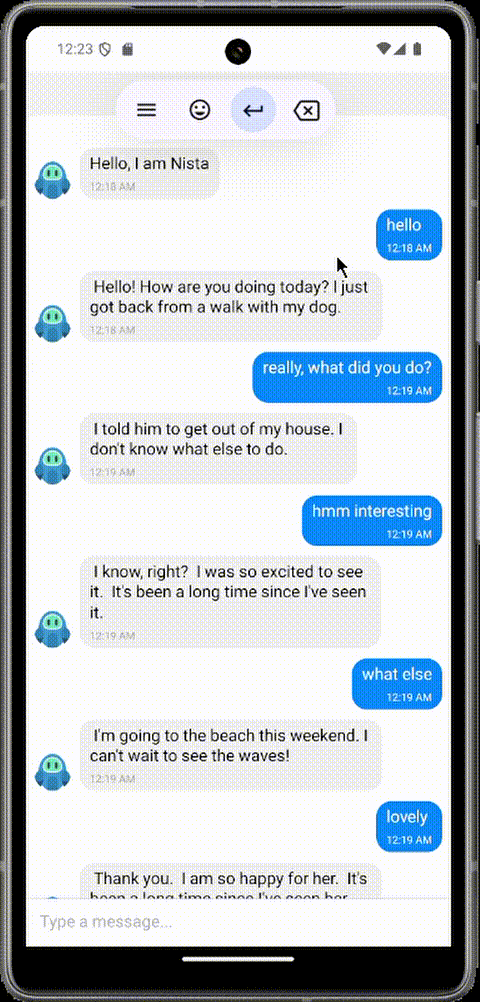 12:23
Hello, I am Nista
12:18 AM
hello
12:18 AM
Hello! How are you doing today? I just
got back from a walk with my dog.
12:18 AM
really, what did you do?
12:19 AM
I told him to get out of my house. I
don't know what else to do.
12:19 AM
hmm interesting
12:19 AM
I know, right?  I was so excited to see
it.  It's been a long time since I've seen
it.
12:19 AM
what else
12:19 AM
I'm going to the beach this weekend. I
can't wait to see the waves!
12:19 AM
lovely
12:19 AM
Thank you.  I am so happy for her.  It's
been a long time since I've seen her
Type a message...